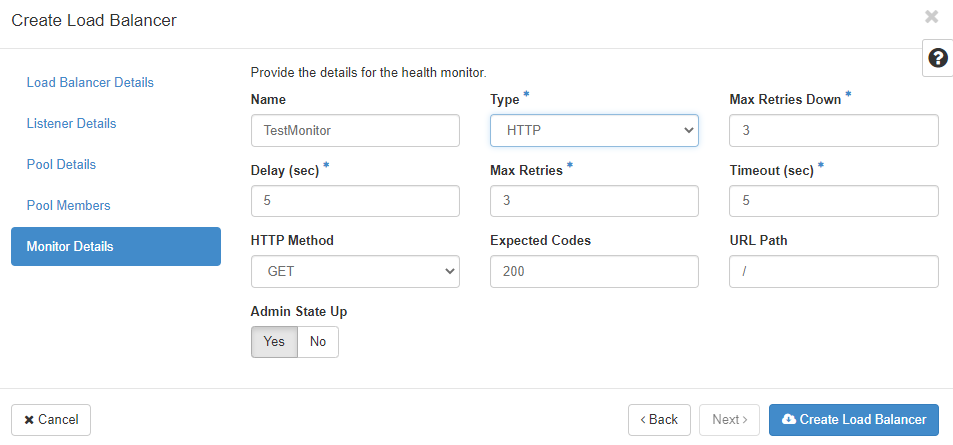 Create Load Balancer
×
?
Load Balancer Details
Listener Details
Pool Details
Pool Members
Monitor Details
Provide the details for the health monitor.
Name
Type *
Max Retries Down *
TestMonitor
HTTP
3
Delay (sec) *
Max Retries *
Timeout (sec) *
5
3
5
HTTP Method
Expected Codes
URL Path
GET
200
/
Admin State Up
Yes
No
× Cancel
‹ Back
Next ›
Create Load Balancer